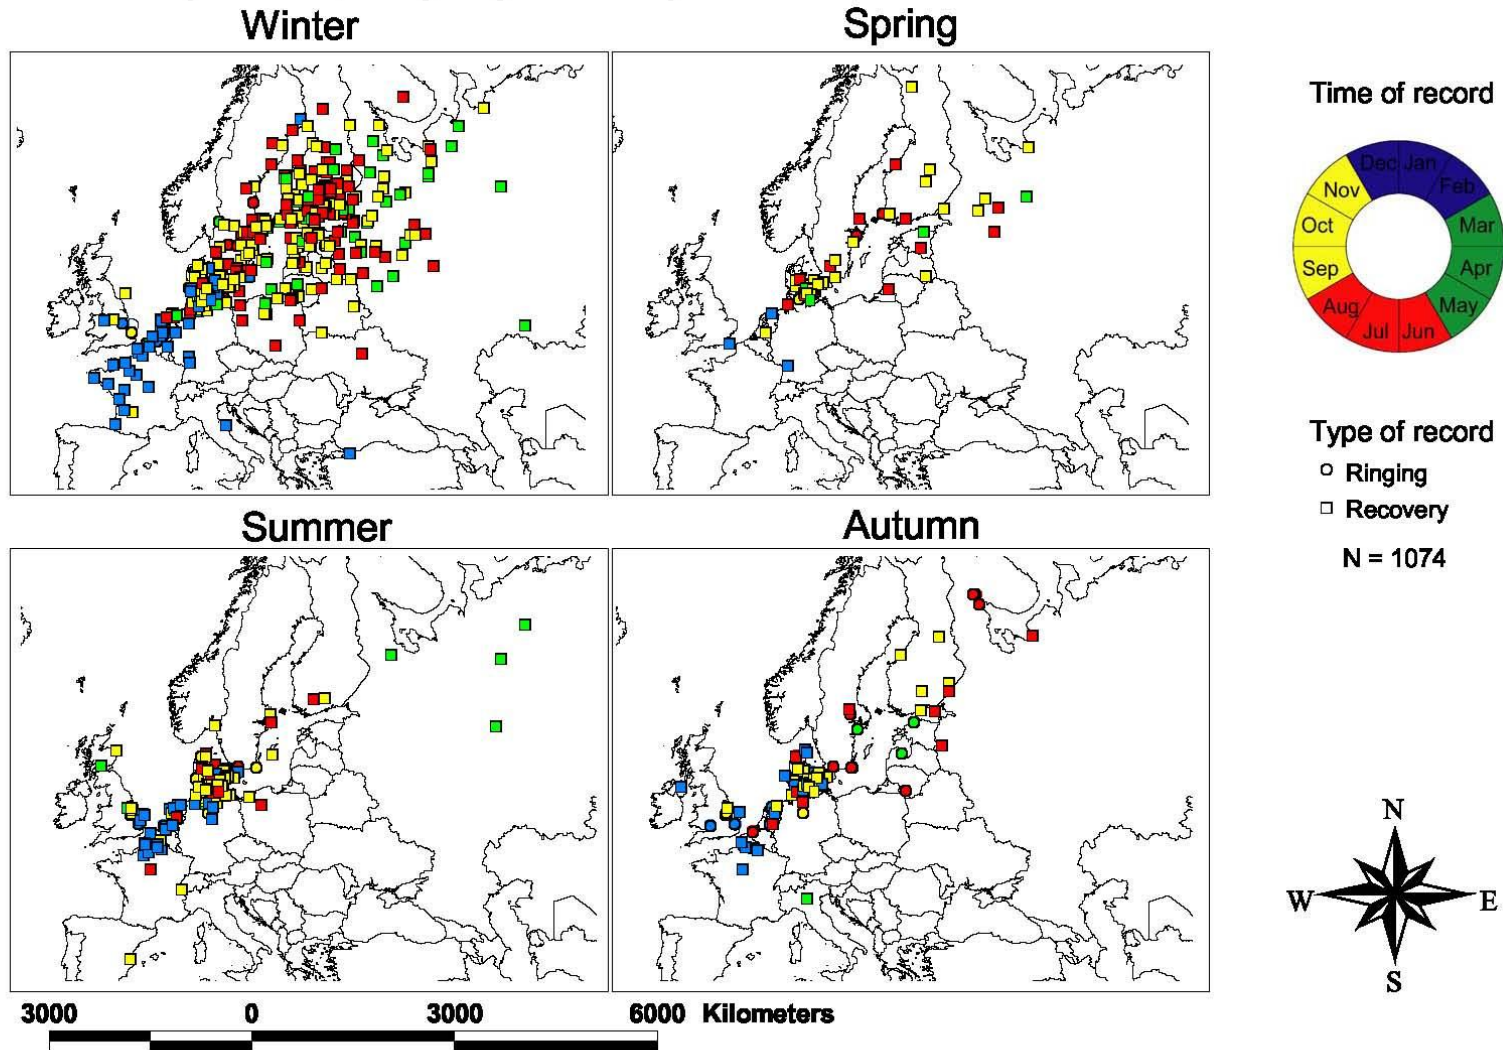 Winter
Spring
Time of record
Dec
Jan
Feb
Mar
Apr
May
Jun
Jul
Aug
Sep
Oct
Nov
Type of record
Ringing
Recovery
N = 1074
Summer
Autumn
N
W
E
S
3000 0 3000 6000 Kilometers